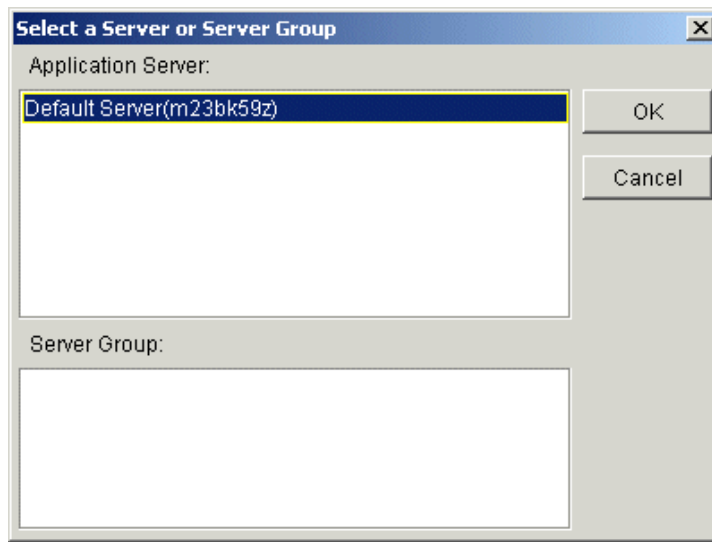 Select a Server or Server Group
Application Server:
Default Server(m23bk59z)
OK
Cancel
Server Group: